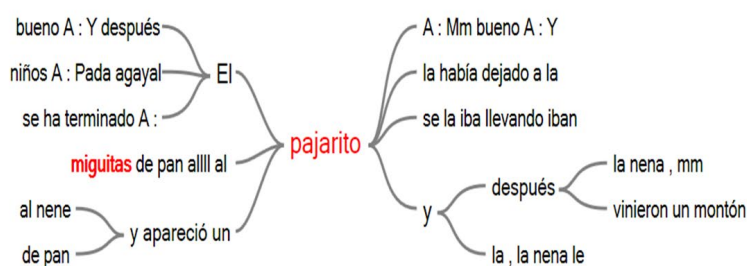 bueno A : Y después
niños A : Pada agayal
se ha terminado A :
El
miguitas de pan allll al
al nene
de pan
y apareció un
pajarito
A : Mm bueno A : Y
la había dejado a la
se la iba llevando iban
y
después
la nena , mm
vinieron un montón
la , la nena le